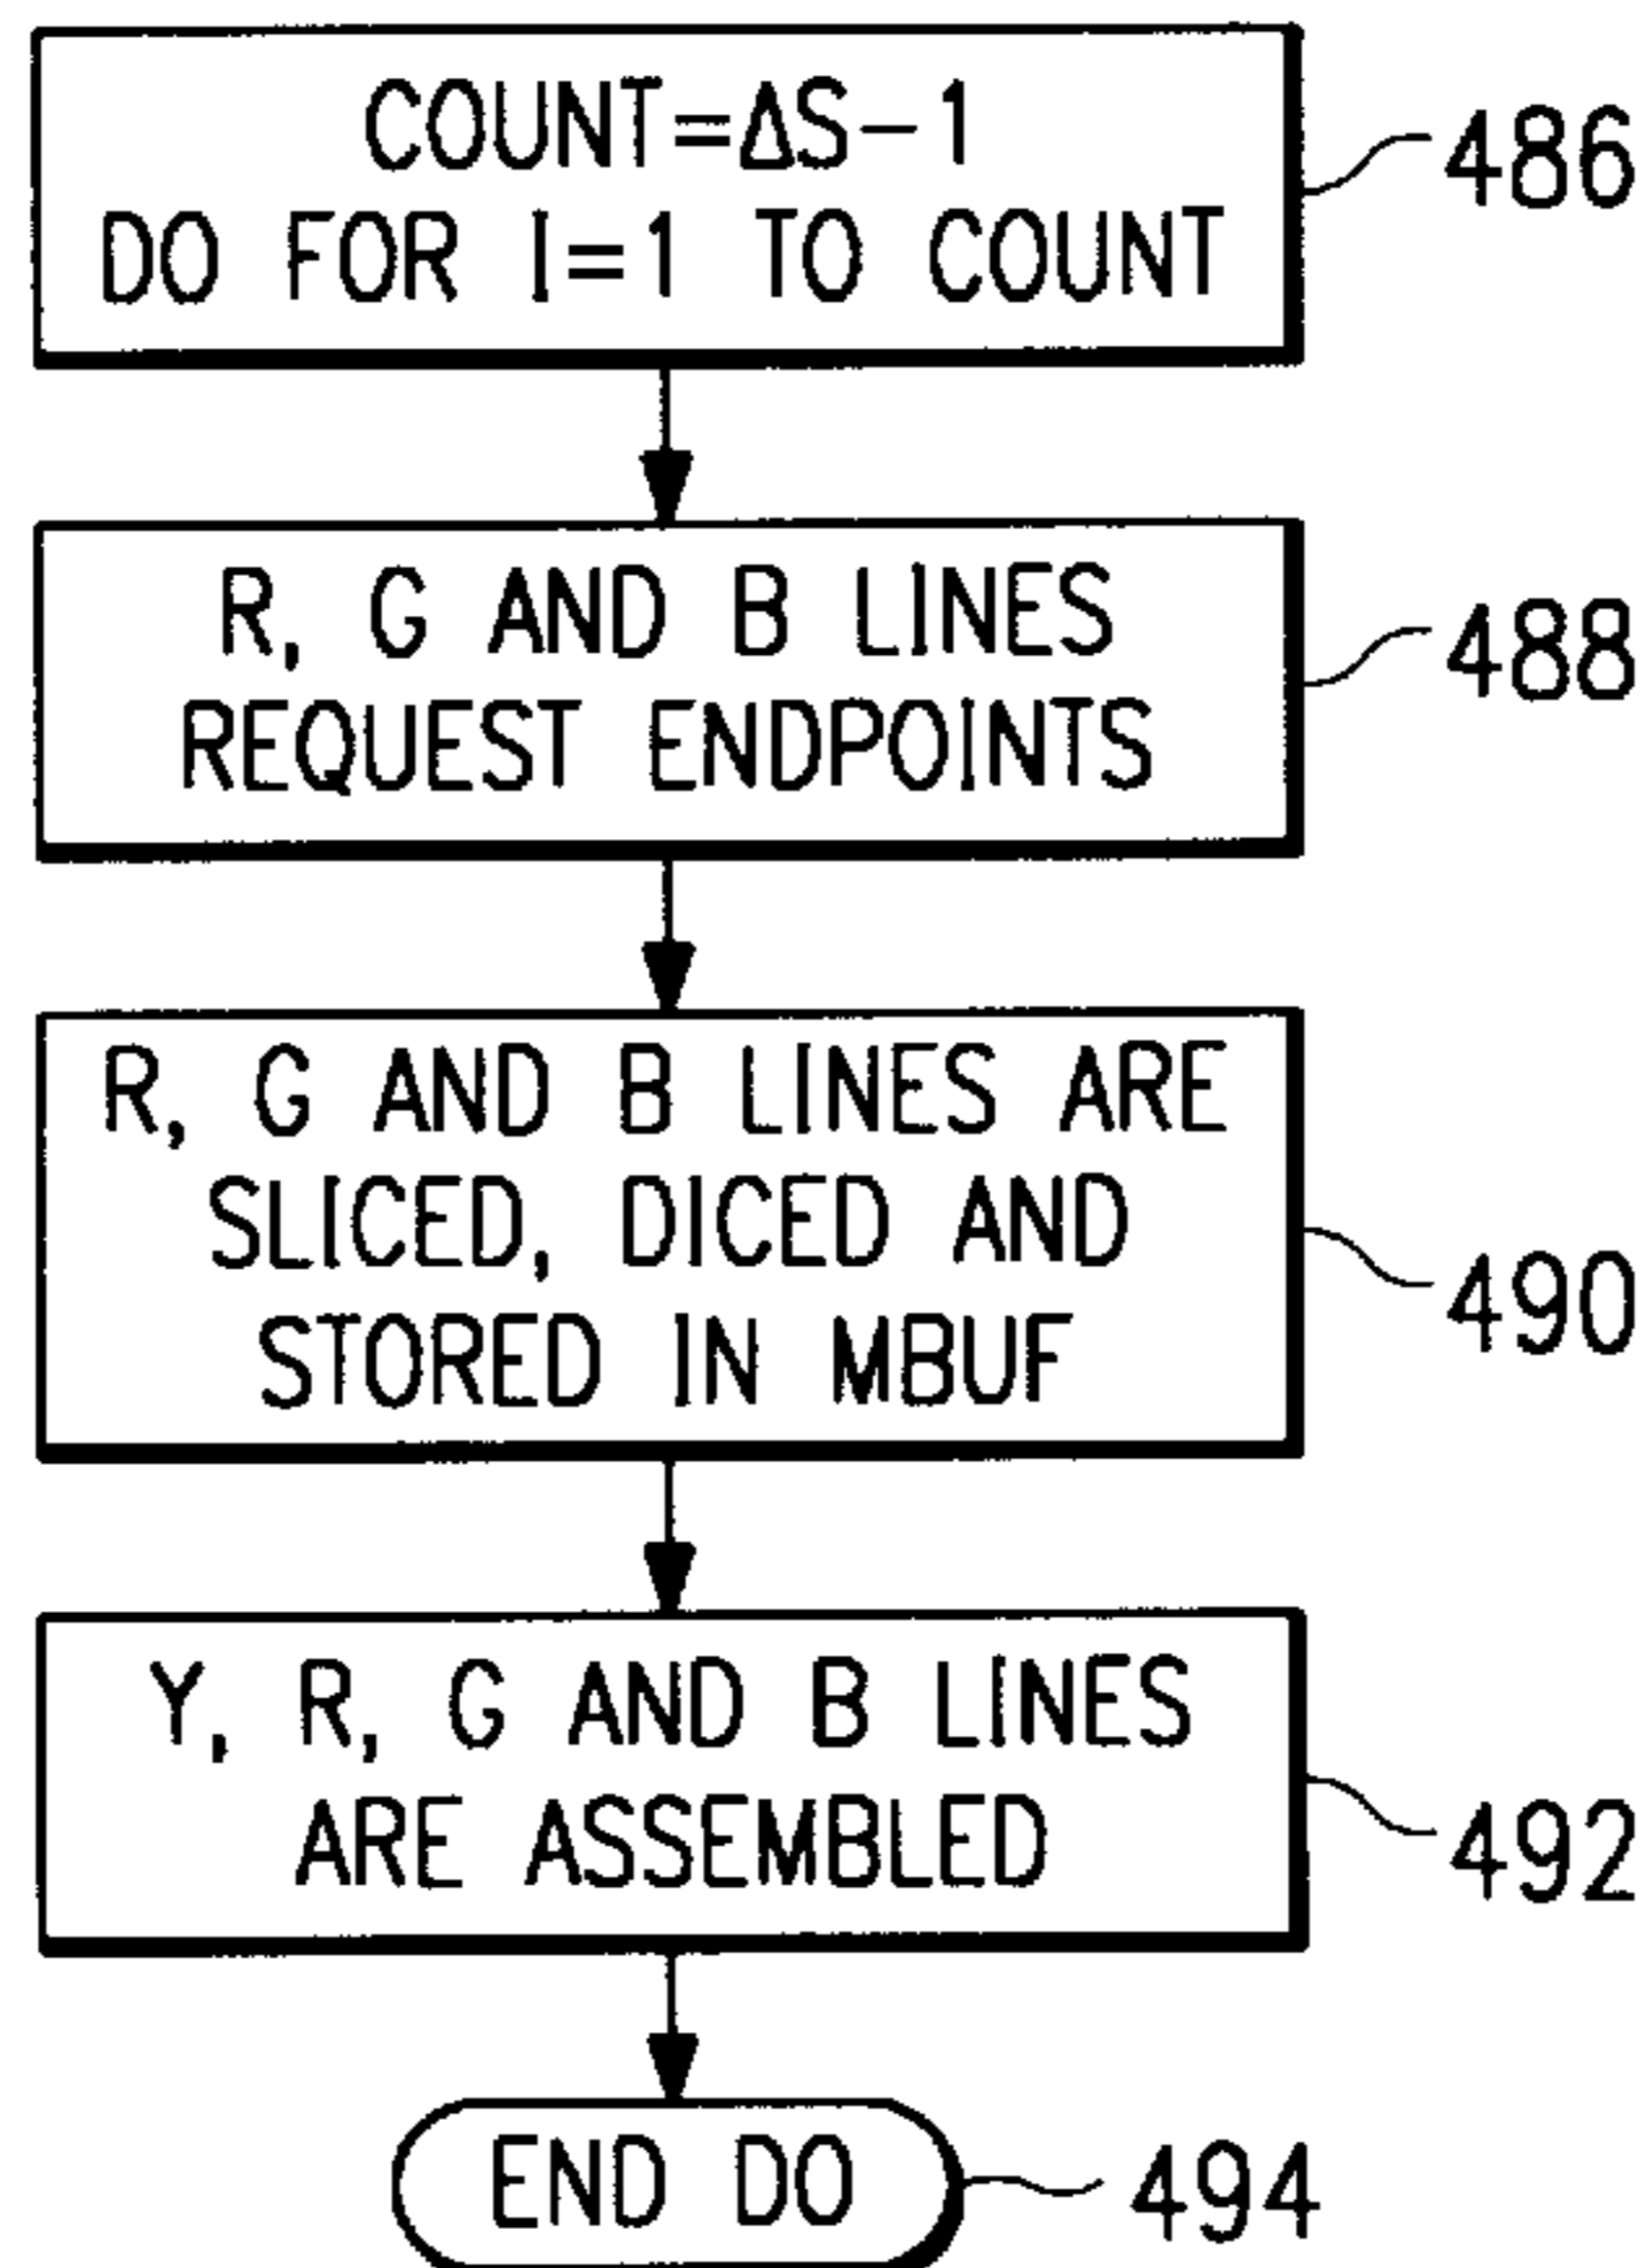 COUNT=ΔS-1
DO FOR I=1 TO COUNT
486
R, G AND B LINES
REQUEST ENDPOINTS
488
R, G AND B LINES ARE
SLICED, DICED AND
STORED IN MBUF
490
Y, R, G AND B LINES
ARE ASSEMBLED
492
END DO
494